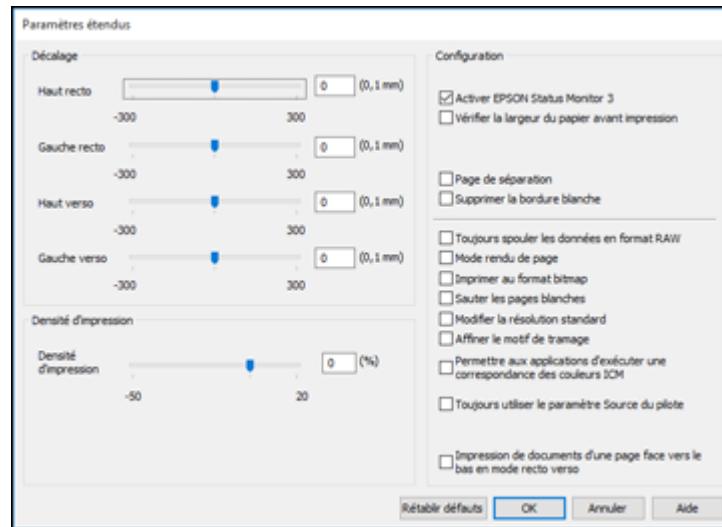 Paramètres étendus
Décalage
Haut recto
0
(0,1 mm)
-300
300
Gauche recto
0
(0,1 mm)
-300
300
Haut verso
0
(0,1 mm)
-300
300
Gauche verso
0
(0,1 mm)
-300
300
Densité d'impression
Densité
d'impression
0
(%)
-50
20
Configuration
Activer EPSON Status Monitor 3
Vérifier la largeur du papier avant impression
Page de séparation
Supprimer la bordure blanche
Toujours spouler les données en format RAW
Mode rendu de page
Imprimer au format bitmap
Sauter les pages blanches
Modifier la résolution standard
Affiner le motif de tramage
Permettre aux applications d'exécuter une
correspondance des couleurs ICM
Toujours utiliser le paramètre Source du pilote
Impression de documents d'une page face vers le
bas en mode recto verso
Rétablir défauts
OK
Annuler
Aide